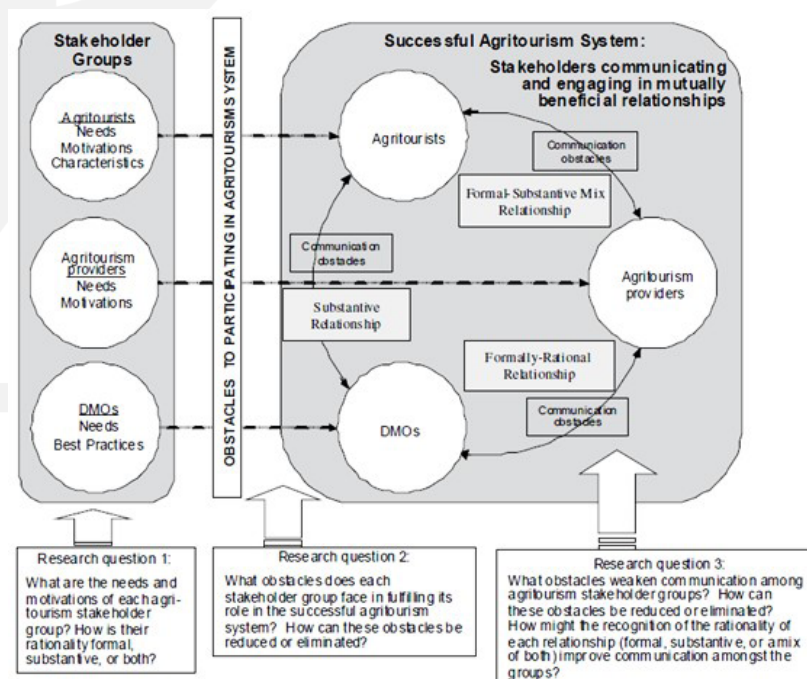 Stakeholder
Groups
Agritourists
Needs
Motivations
Characteristics
Agritourism
providers
Needs
Motivations
DMOs
Needs
Best Practices
OBSTACLES TO PARTICIPATING IN AGRITOURISMS YSTEM
Successful Agritourism System:
Stakeholders communicating
and engaging in mutually
beneficial relationships
Agritourists
Communication
obstacles
Formal-Substantive Mix
Relationship
Communication
obstades
Agritourism
providers
Substantive
Relationship
Formally-Rational
Relationship
DMOs
Communication
obstacles
Research question 1:
What are the needs and
motivations of each agri-
tourism stakeholder
group? How is their
rationality formal,
substantive, or both?
Research question 2:
What obstacles does each
stakeholder group face in fulfilling its
role in the successful agritourism
system? How can these obstacles be
reduced or eliminated?
Research question 3:
What obstacles weaken communication among
agritourism stakeholder groups? How can
these obstacles be reduced or eliminated?
How might the recognition of the rationality of
each relationship (formal, substantive, or a mix
of both) improve communication amongst the
groups?